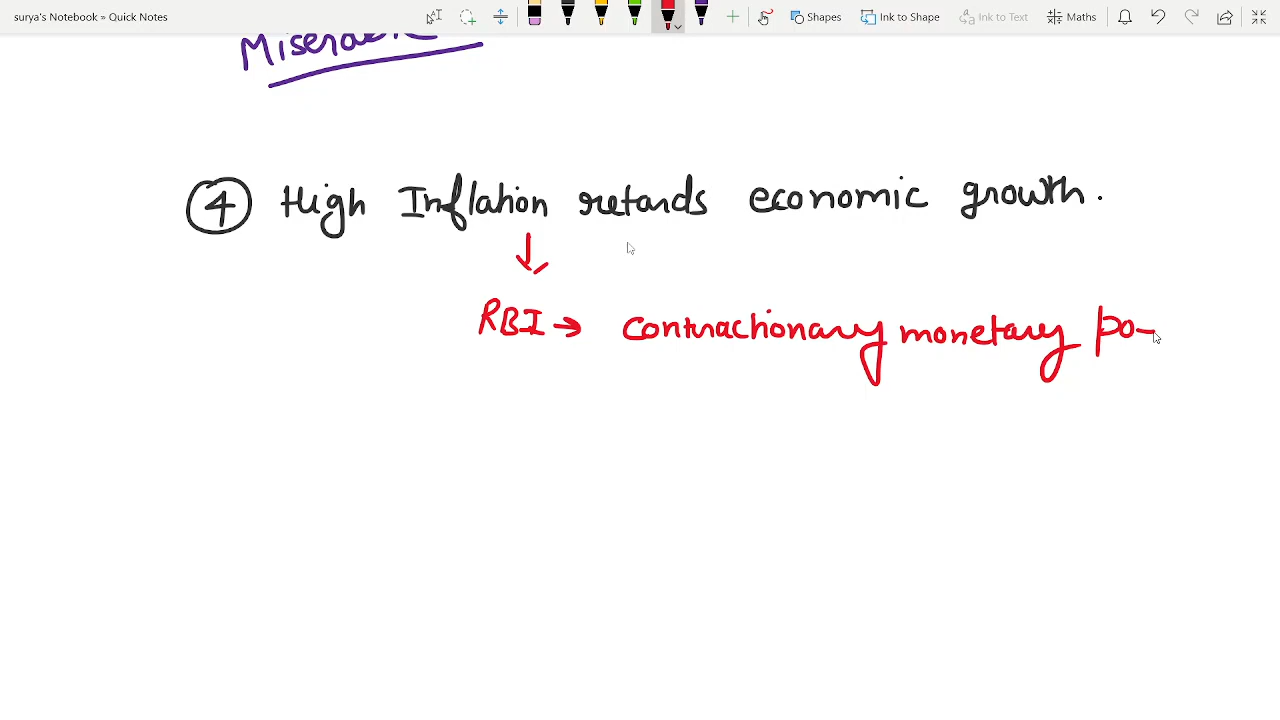 surya's Notebook » Quick Notes
Shapes Ink to Shape Ink to Text Maths
④ High Inflation retards economic growth.
↓
RBI → contractionary monetary po